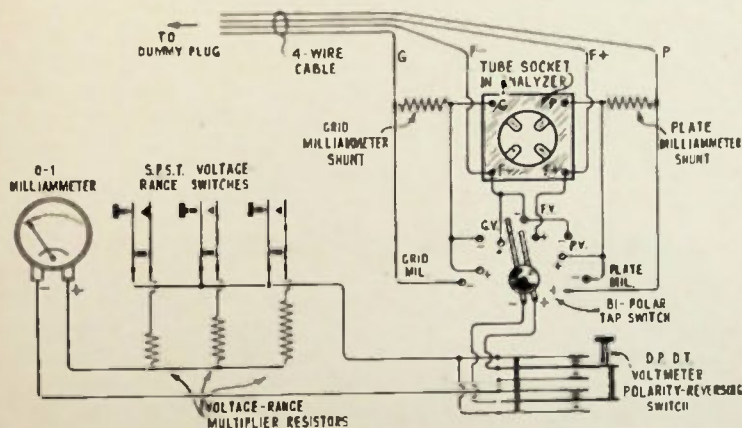 TO
DUMMY PLUG
4-WIRE
CABLE
G
F-
F+
P
TUBE SOCKET
IN ANALYZER
G
P
F-
F+
GRID
MILLIAMMETER
SHUNT
PLATE
MILLIAMMETER
SHUNT
0-1
MILLIAMMETER
S.P.S.T. VOLTAGE
RANGE SWITCHES
G.V.
F.V.
P.V.
GRID
MIL.
PLATE
MIL.
BI-POLAR
TAP SWITCH
- +
- +
D.P.D.T.
VOLTMETER
POLARITY-REVERSING
SWITCH
VOLTAGE-RANGE
MULTIPLIER RESISTORS